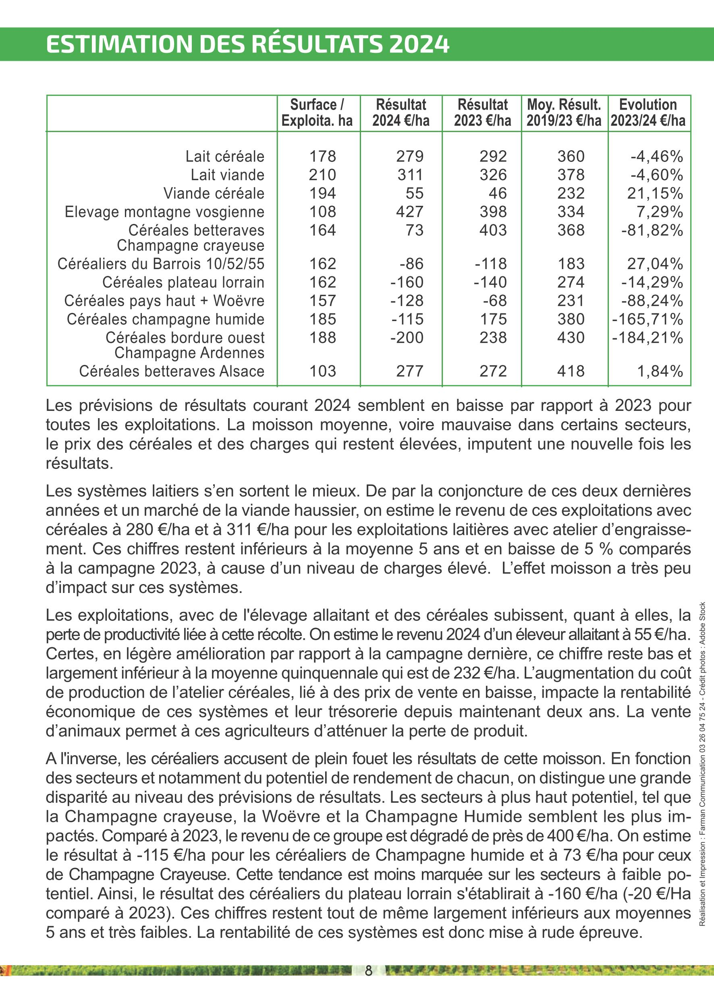 ESTIMATION DES RÉSULTATS 2024
Surface / Exploita. ha	Résultat 2024 €/ha	Résultat 2023 €/ha	Moy. Résult. 2019/23 €/ha	Evolution 2023/24 €/ha
Lait céréale 178 279 292 360 -4,46%
Lait viande 210 311 326 378 -4,60%
Viande céréale 194 55 46 232 21,15%
Elevage montagne vosgienne 108 427 398 334 7,29%
Céréales betteraves 164 73 403 368 -81,82%
Champagne crayeuse
Céréaliers du Barrois 10/52/55 162 -86 -118 183 27,04%
Céréales plateau lorrain 162 -160 -140 274 -14,29%
Céréales pays haut + Woëvre 157 -128 -68 231 -88,24%
Céréales champagne humide 185 -115 175 380 -165,71%
Céréales bordure ouest 188 -200 238 430 -184,21%
Champagne Ardennes
Céréales betteraves Alsace 103 277 272 418 1,84%
Les prévisions de résultats courant 2024 semblent en baisse par rapport à 2023 pour
toutes les exploitations. La moisson moyenne, voire mauvaise dans certains secteurs,
le prix des céréales et des charges qui restent élevées, imputent une nouvelle fois les
résultats.
Les systèmes laitiers s’en sortent le mieux. De par la conjoncture de ces deux dernières
années et un marché de la viande haussier, on estime le revenu de ces exploitations avec
céréales à 280 €/ha et à 311 €/ha pour les exploitations laitières avec atelier d’engraisse-
ment. Ces chiffres restent inférieurs à la moyenne 5 ans et en baisse de 5 % comparés
à la campagne 2023, à cause d’un niveau de charges élevé. L’effet moisson a très peu
d’impact sur ces systèmes.
Les exploitations, avec de l'élevage allaitant et des céréales subissent, quant à elles, la
perte de productivité liée à cette récolte. On estime le revenu 2024 d’un éleveur allaitant à 55 €/ha.
Certes, en légère amélioration par rapport à la campagne dernière, ce chiffre reste bas et
largement inférieur à la moyenne quinquennale qui est de 232 €/ha. L’augmentation du coût
de production de l’atelier céréales, lié à des prix de vente en baisse, impacte la rentabilité
économique de ces systèmes et leur trésorerie depuis maintenant deux ans. La vente
d’animaux permet à ces agriculteurs d’atténuer la perte de produit.
A l'inverse, les céréaliers accusent de plein fouet les résultats de cette moisson. En fonction
des secteurs et notamment du potentiel de rendement de chacun, on distingue une grande
disparité au niveau des prévisions de résultats. Les secteurs à plus haut potentiel, tel que
la Champagne crayeuse, la Woëvre et la Champagne Humide semblent les plus im-
pactés. Comparé à 2023, le revenu de ce groupe est dégradé de près de 400 €/ha. On estime
le résultat à -115 €/ha pour les céréaliers de Champagne humide et à 73 €/ha pour ceux
de Champagne Crayeuse. Cette tendance est moins marquée sur les secteurs à faible po-
tentiel. Ainsi, le résultat des céréaliers du plateau lorrain s'établirait à -160 €/ha (-20 €/Ha
comparé à 2023). Ces chiffres restent tout de même largement inférieurs aux moyennes
5 ans et très faibles. La rentabilité de ces systèmes est donc mise à rude épreuve.
Réalisation et Impression : Farman Communication 03 26 04 75 24 - Crédit photos : Adobe Stock
8